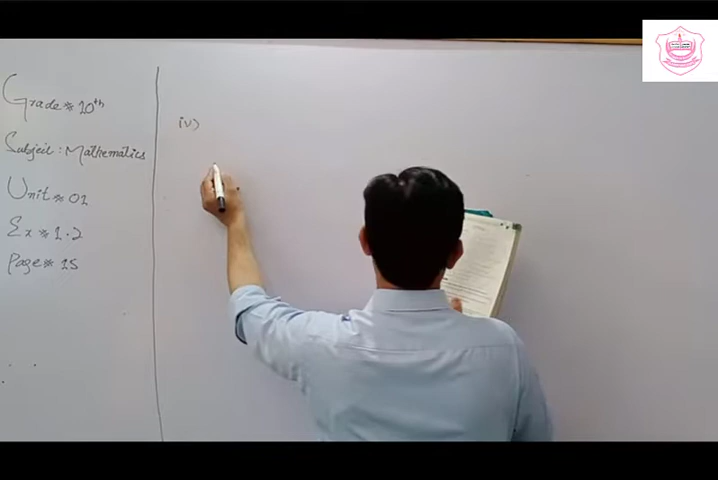 Grade * 10th
Subject : Mathematics
Unit * 01
Ex * 1.2
Page * 15
iv)